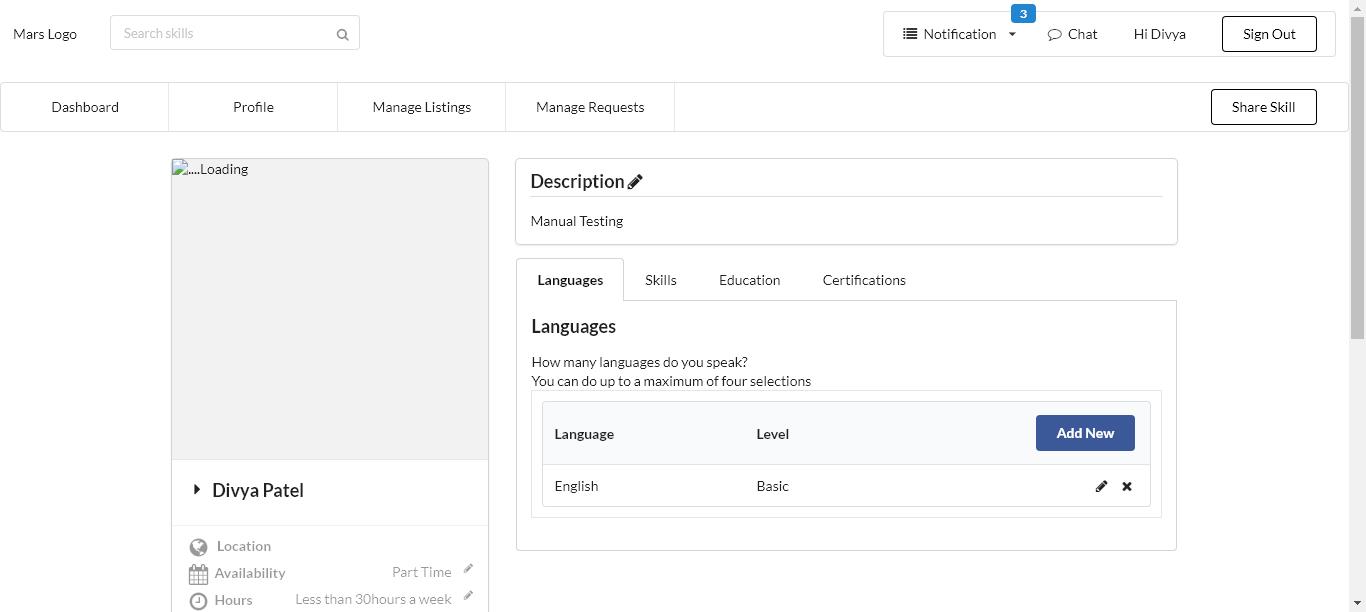 Mars Logo
Search skills
3
Notification
Chat
Hi Divya
Sign Out
Dashboard
Profile
Manage Listings
Manage Requests
Share Skill
....Loading
Divya Patel
Location
Availability Part Time
Hours Less than 30hours a week
Description
Manual Testing
Languages Skills Education Certifications
Languages
How many languages do you speak?
You can do up to a maximum of four selections
Language Level Add New
English Basic